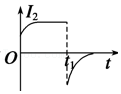 I₂
O t₁ t